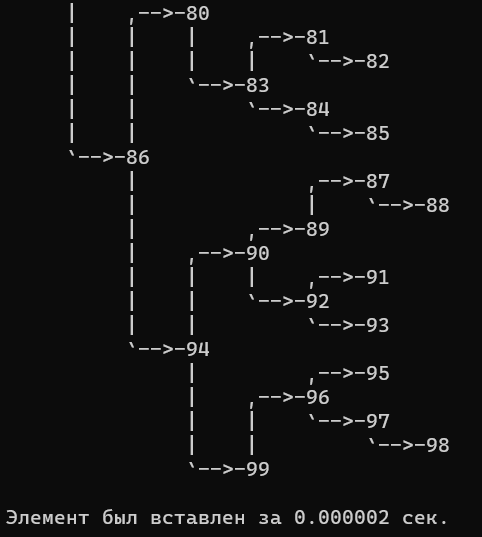 |    ,-->-80
      |    |    |    ,-->-81
      |    |    |    |    `-->-82
      |    |    `-->-83
      |    |         `-->-84
      |    |              `-->-85
      `-->-86
           |              ,-->-87
           |              |    `-->-88
           |         ,-->-89
           |    ,-->-90
           |    |    |    ,-->-91
           |    |    `-->-92
           |    |         `-->-93
           `-->-94
                |         ,-->-95
                |    ,-->-96
                |    |    `-->-97
                |    |         `-->-98
                `-->-99
Элемент был вставлен за 0.000002 сек.